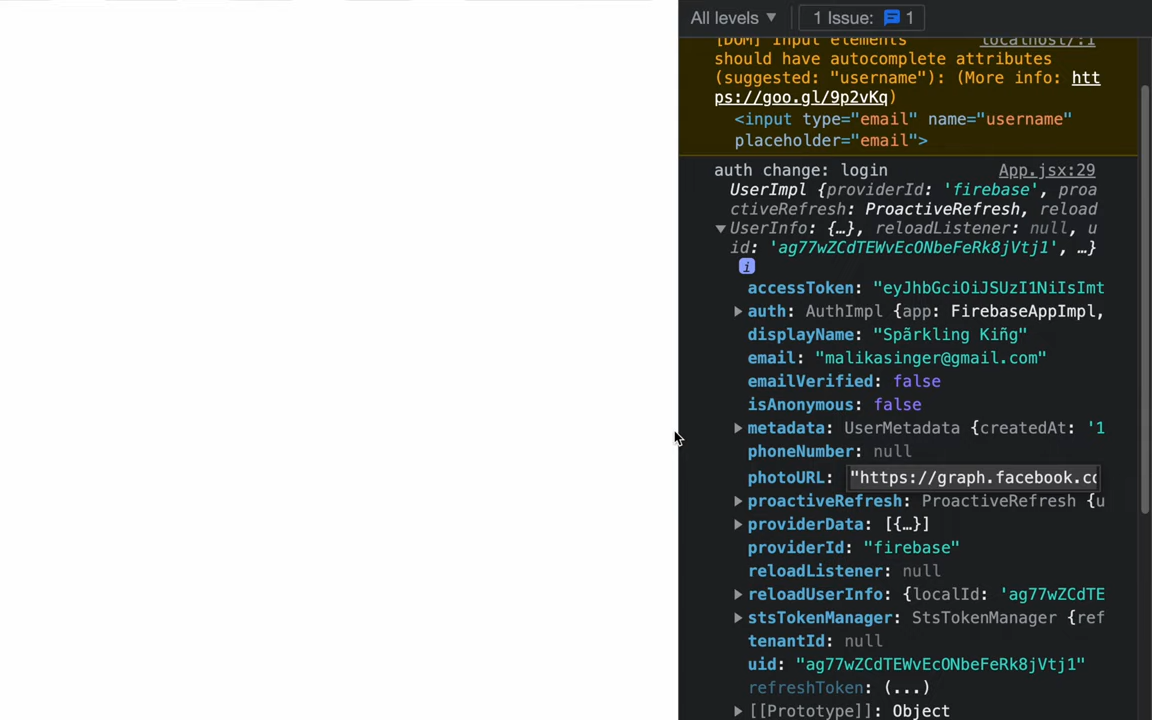 All levels ▼ 1 Issue: 1
[DOM] Input elements localhost/:1
should have autocomplete attributes
(suggested: "username"): (More info: htt
ps://goo.gl/9p2vKq)
<input type="email" name="username"
placeholder="email">
auth change: login App.jsx:29
UserImpl {providerId: 'firebase', proa
ctiveRefresh: ProactiveRefresh, reload
▼ UserInfo: {…}, reloadListener: null, u
id: 'ag77wZCdTEWvEcONbeFeRk8jVtj1', …}
i
accessToken: "eyJhbGciOiJSUzI1NiIsImt
▶ auth: AuthImpl {app: FirebaseAppImpl,
displayName: "Spãrkling Kiñg"
email: "malikasinger@gmail.com"
emailVerified: false
isAnonymous: false
▶ metadata: UserMetadata {createdAt: '1
phoneNumber: null
photoURL: "https://graph.facebook.co
▶ proactiveRefresh: ProactiveRefresh {u
▶ providerData: [{…}]
providerId: "firebase"
reloadListener: null
▶ reloadUserInfo: {localId: 'ag77wZCdTE
▶ stsTokenManager: StsTokenManager {ref
tenantId: null
uid: "ag77wZCdTEWvEcONbeFeRk8jVtj1"
refreshToken: (...)
▶ [[Prototype]]: Object